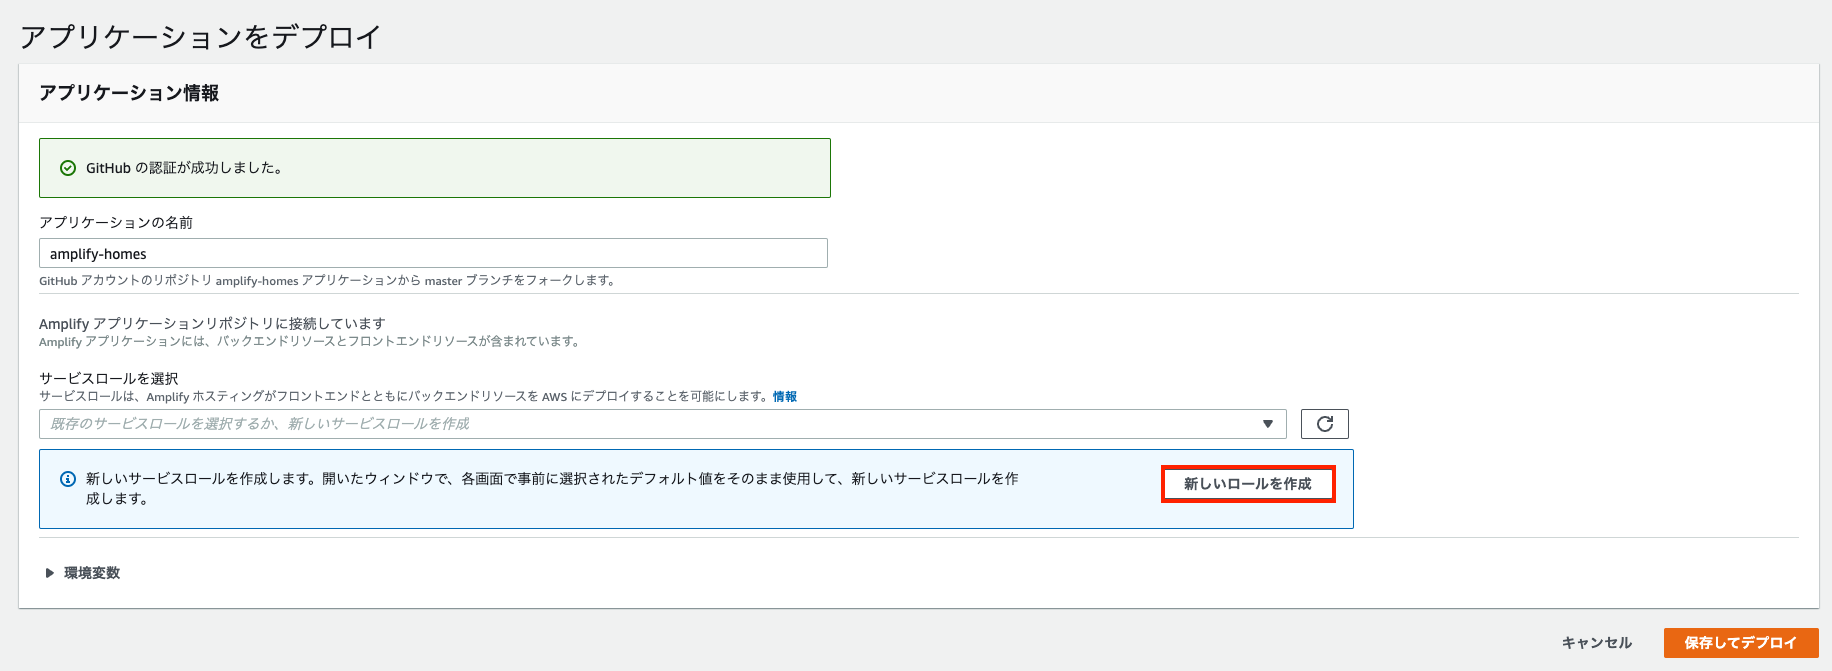 アプリケーションをデプロイ
アプリケーション情報
GitHub の認証が成功しました。
アプリケーションの名前
amplify-homes
GitHub アカウントのリポジトリ amplify-homes アプリケーションから master ブランチをフォークします。
Amplify アプリケーションリポジトリに接続しています
Amplify アプリケーションには、バックエンドリソースとフロントエンドリソースが含まれています。
サービスロールを選択
サービスロールは、Amplify ホスティングがフロントエンドとともにバックエンドリソースを AWS にデプロイすることを可能にします。情報
既存のサービスロールを選択するか、新しいサービスロールを作成
新しいサービスロールを作成します。開いたウィンドウで、各画面で事前に選択されたデフォルト値をそのまま使用して、新しいサービスロールを作
成します。
新しいロールを作成
環境変数
キャンセル
保存してデプロイ